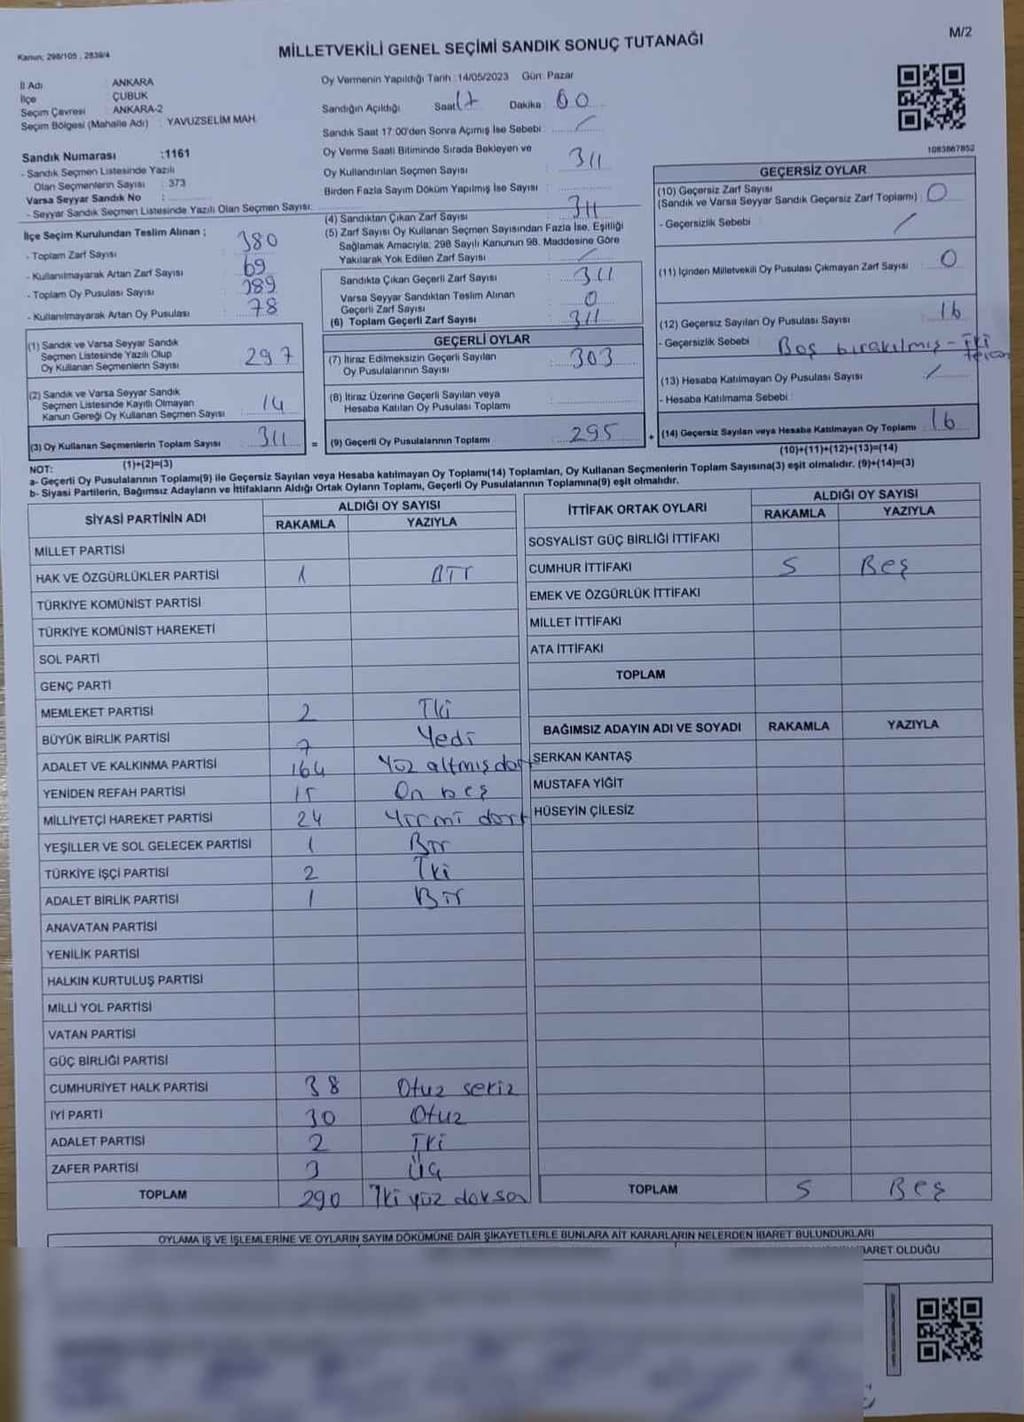 Kanun: 298/105 , 2839/4
MİLLETVEKİLİ GENEL SEÇİMİ SANDIK SONUÇ TUTANAĞI
M/2
İl Adı : ANKARA
İlçe : ÇUBUK
Seçim Çevresi : ANKARA-2
Seçim Bölgesi (Mahalle Adı) : YAVUZSELİM MAH.
Sandık Numarası :1161
- Sandık Seçmen Listesinde Yazılı
Olan Seçmenlerin Sayısı : 373
Varsa Seyyar Sandık No :
- Seyyar Sandık Seçmen Listesinde Yazılı Olan Seçmen Sayısı:
Oy Vermenin Yapıldığı Tarih :14/05/2023 Gün: Pazar
Sandığın Açıldığı Saat 17 Dakika 00
Sandık Saat 17:00'den Sonra Açımış İse Sebebi : /
Oy Verme Saati Bitiminde Sırada Bekleyen ve
Oy Kullandırılan Seçmen Sayısı 311
Birden Fazla Sayım Döküm Yapılmış İse Sayısı
1083867852
İlçe Seçim Kurulundan Teslim Alınan ;
- Toplam Zarf Sayısı 380
- Kullanılmayarak Artan Zarf Sayısı 69
- Toplam Oy Pusulası Sayısı 389
- Kullanılmayarak Artan Oy Pusulası 78
(1) Sandık ve Varsa Seyyar Sandık
Seçmen Listesinde Yazılı Olup
Oy Kullanan Seçmenlerin Sayısı 297
(2) Sandık ve Varsa Seyyar Sandık
Seçmen Listesinde Kayıtlı Olmayan
Kanun Gereği Oy Kullanan Seçmen Sayısı 14
(3) Oy Kullanan Seçmenlerin Toplam Sayısı 311
(1)+(2)=(3)
(4) Sandıktan Çıkan Zarf Sayısı 311
(5) Zarf Sayısı Oy Kullanan Seçmen Sayısından Fazla İse, Eşitliği
Sağlamak Amacıyla; 298 Sayılı Kanunun 98. Maddesine Göre
Yakılarak Yok Edilen Zarf Sayısı /
Sandıkta Çıkan Geçerli Zarf Sayısı 311
Varsa Seyyar Sandıktan Teslim Alınan
Geçerli Zarf Sayısı 0
(6) Toplam Geçerli Zarf Sayısı 311
GEÇERLİ OYLAR
(7) İtiraz Edilmeksizin Geçerli Sayılan
Oy Pusulalarının Sayısı 303
(8) İtiraz Üzerine Geçerli Sayılan veya
Hesaba Katılan Oy Pusulası Toplamı
= (9) Geçerli Oy Pusulalarının Toplamı 295
GEÇERSİZ OYLAR
(10) Geçersiz Zarf Sayısı
(Sandık ve Varsa Seyyar Sandık Geçersiz Zarf Toplamı) : 0
- Geçersizlik Sebebi : /
(11) İçinden Milletvekili Oy Pusulası Çıkmayan Zarf Sayısı : 0
(12) Geçersiz Sayılan Oy Pusulası Sayısı : 16
- Geçersizlik Sebebi : Boş bırakılmış - İki
(13) Hesaba Katılmayan Oy Pusulası Sayısı : /
- Hesaba Katılmama Sebebi :
+ (14) Geçersiz Sayılan veya Hesaba Katılmayan Oy Toplamı : 16
(10)+(11)+(12)+(13)=(14)
NOT:
a- Geçerli Oy Pusulalarının Toplamı(9) ile Geçersiz Sayılan veya Hesaba katılmayan Oy Toplamı(14) Toplamları, Oy Kullanan Seçmenlerin Toplam Sayısına(3) eşit olmalıdır. (9)+(14)=(3)
b- Siyasi Partilerin, Bağımsız Adayların ve İttifakların Aldığı Ortak Oyların Toplamı, Geçerli Oy Pusulalarının Toplamına(9) eşit olmalıdır.
SİYASİ PARTİNİN ADI ALDIĞI OY SAYISI
RAKAMLA YAZIYLA
MİLLET PARTİSİ
HAK VE ÖZGÜRLÜKLER PARTİSİ 1 BİR
TÜRKİYE KOMÜNİST PARTİSİ
TÜRKİYE KOMÜNİST HAREKETİ
SOL PARTİ
GENÇ PARTİ
MEMLEKET PARTİSİ 2 İki
BÜYÜK BİRLİK PARTİSİ 7 Yedi
ADALET VE KALKINMA PARTİSİ 164 Yüz altmış dört
YENİDEN REFAH PARTİSİ 15 On beş
MİLLİYETÇİ HAREKET PARTİSİ 24 Yirmi dört
YEŞİLLER VE SOL GELECEK PARTİSİ 1 Bir
TÜRKİYE İŞÇİ PARTİSİ 2 İki
ADALET BİRLİK PARTİSİ 1 Bir
ANAVATAN PARTİSİ
YENİLİK PARTİSİ
HALKIN KURTULUŞ PARTİSİ
MİLLİ YOL PARTİSİ
VATAN PARTİSİ
GÜÇ BİRLİĞİ PARTİSİ
CUMHURİYET HALK PARTİSİ 38 Otuz sekiz
İYİ PARTİ 30 Otuz
ADALET PARTİSİ 2 İki
ZAFER PARTİSİ 3 Üç
TOPLAM 290 İki yüz doksan
İTTİFAK ORTAK OYLARI ALDIĞI OY SAYISI
RAKAMLA YAZIYLA
SOSYALİST GÜÇ BİRLİĞİ İTTİFAKI
CUMHUR İTTİFAKI 5 Beş
EMEK VE ÖZGÜRLÜK İTTİFAKI
MİLLET İTTİFAKI
ATA İTTİFAKI
TOPLAM
BAĞIMSIZ ADAYIN ADI VE SOYADI RAKAMLA YAZIYLA
SERKAN KANTAŞ
MUSTAFA YİĞİT
HÜSEYİN ÇİLESİZ
TOPLAM 5 Beş
OYLAMA İŞ VE İŞLEMLERİNE VE OYLARIN SAYIM DÖKÜMÜNE DAİR ŞİKAYETLERLE BUNLARA AİT KARARLARIN NELERDEN İBARET BULUNDUKLARI
BARET OLDUĞU